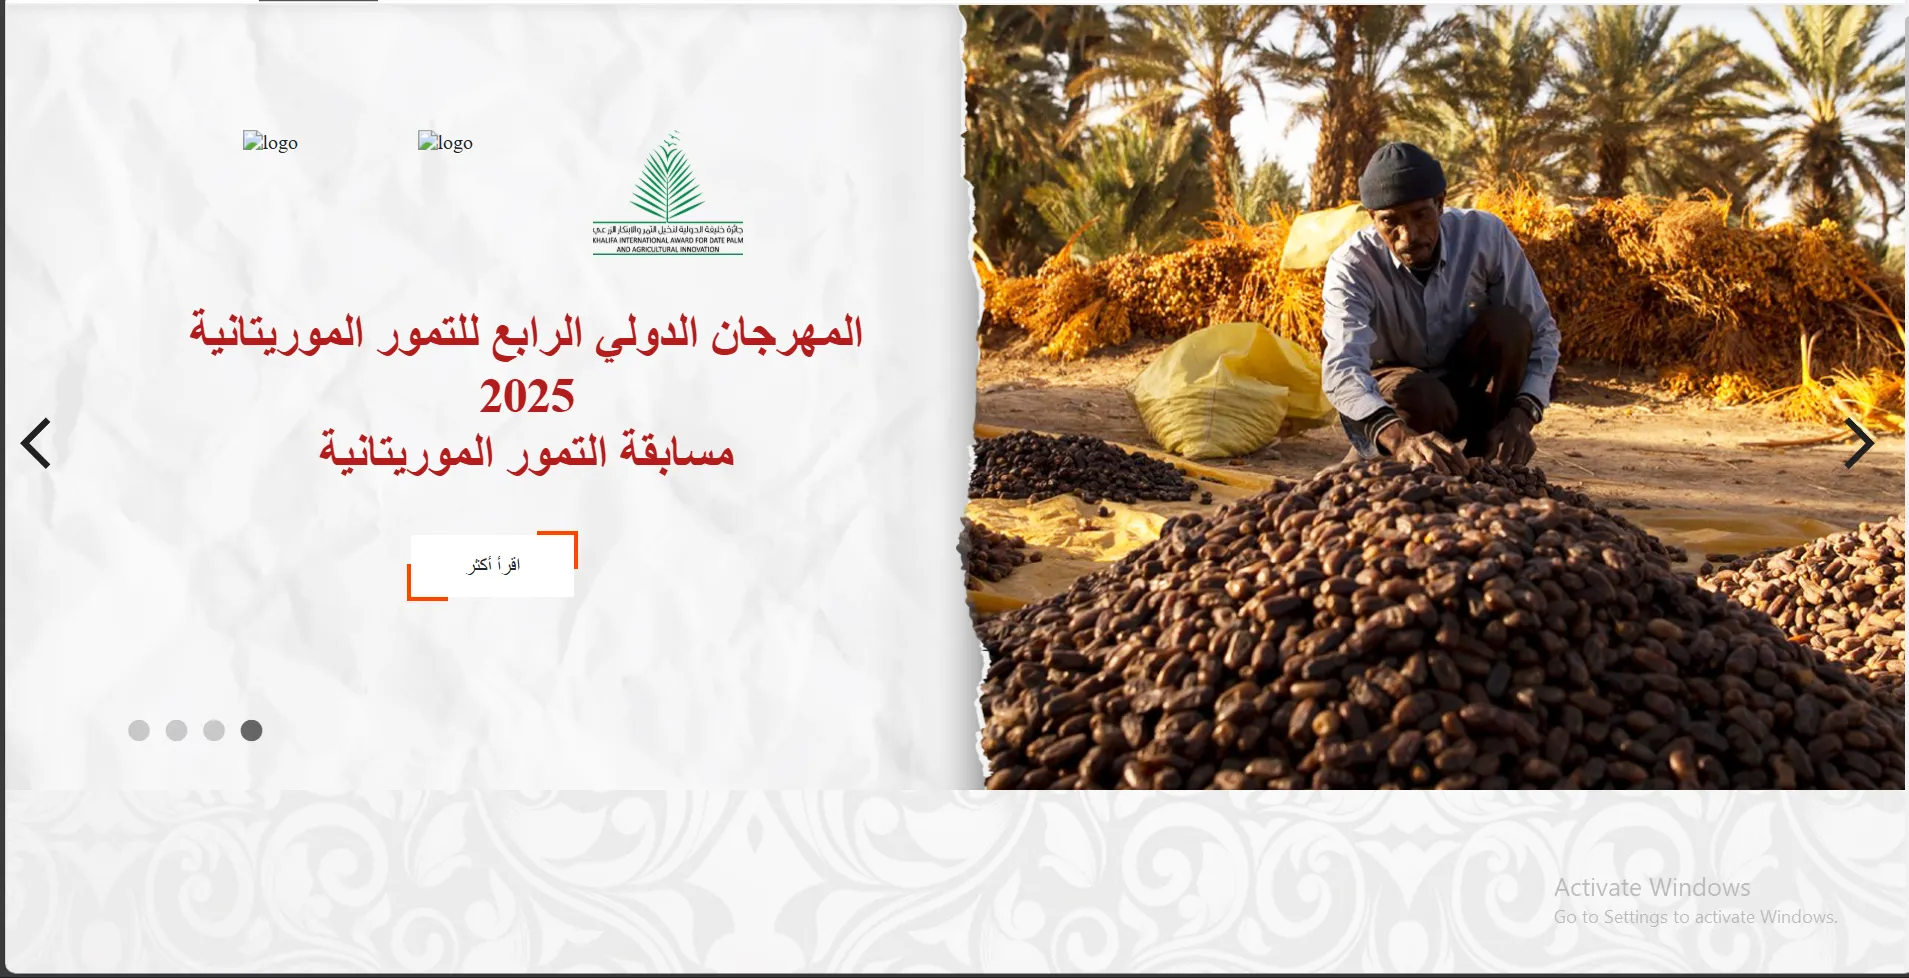 logo
logo
جائزة خليفة الدولية لنخيل التمر والابتكار الزراعي
KHALIFA INTERNATIONAL AWARD FOR DATE PALM
AND AGRICULTURAL INNOVATION
المهرجان الدولي الرابع للتمور الموريتانية
2025
مسابقة التمور الموريتانية
اقرأ أكثر
Activate Windows
Go to Settings to activate Windows.